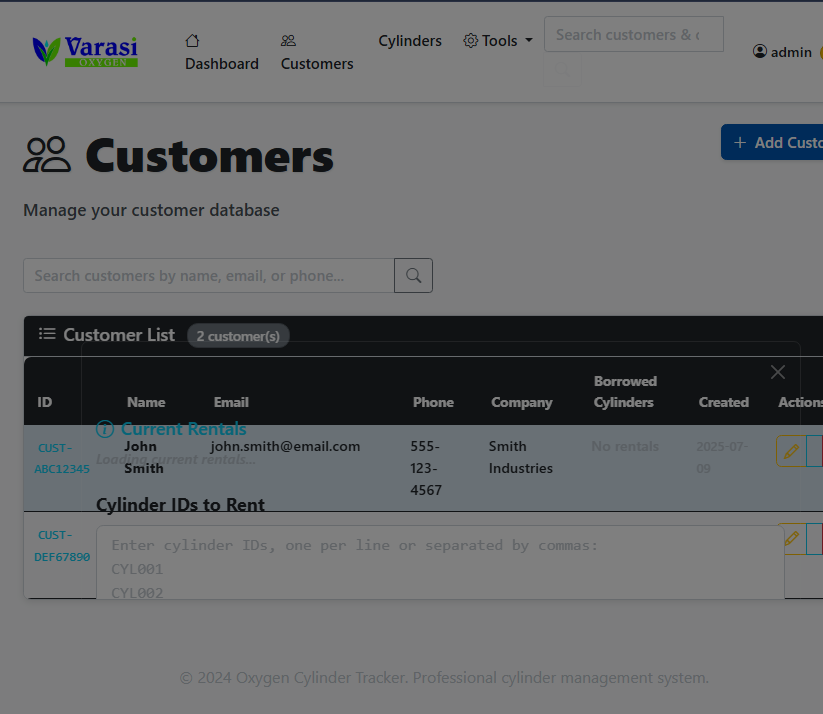 Varasi
OXYGEN
Dashboard
Customers
Cylinders
Tools
Search customers & c
admin
Customers
+ Add Custo
Manage your customer database
Search customers by name, email, or phone...
Customer List 2 customer(s)
ID Name Email Phone Company Borrowed Cylinders Created Actions
Current Rentals
CUST-ABC12345 John Smith john.smith@email.com 555-123-4567 Smith Industries No rentals 2025-07-09
Loading current rentals...
Cylinder IDs to Rent
CUST-DEF67890
Enter cylinder IDs, one per line or separated by commas:
CYL001
CYL002
© 2024 Oxygen Cylinder Tracker. Professional cylinder management system.